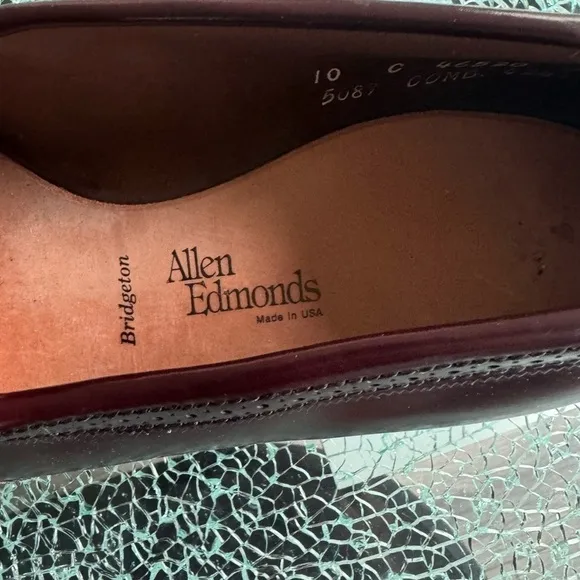 10 C
5087 COMB.
Bridgeton
Allen
Edmonds
Made in USA